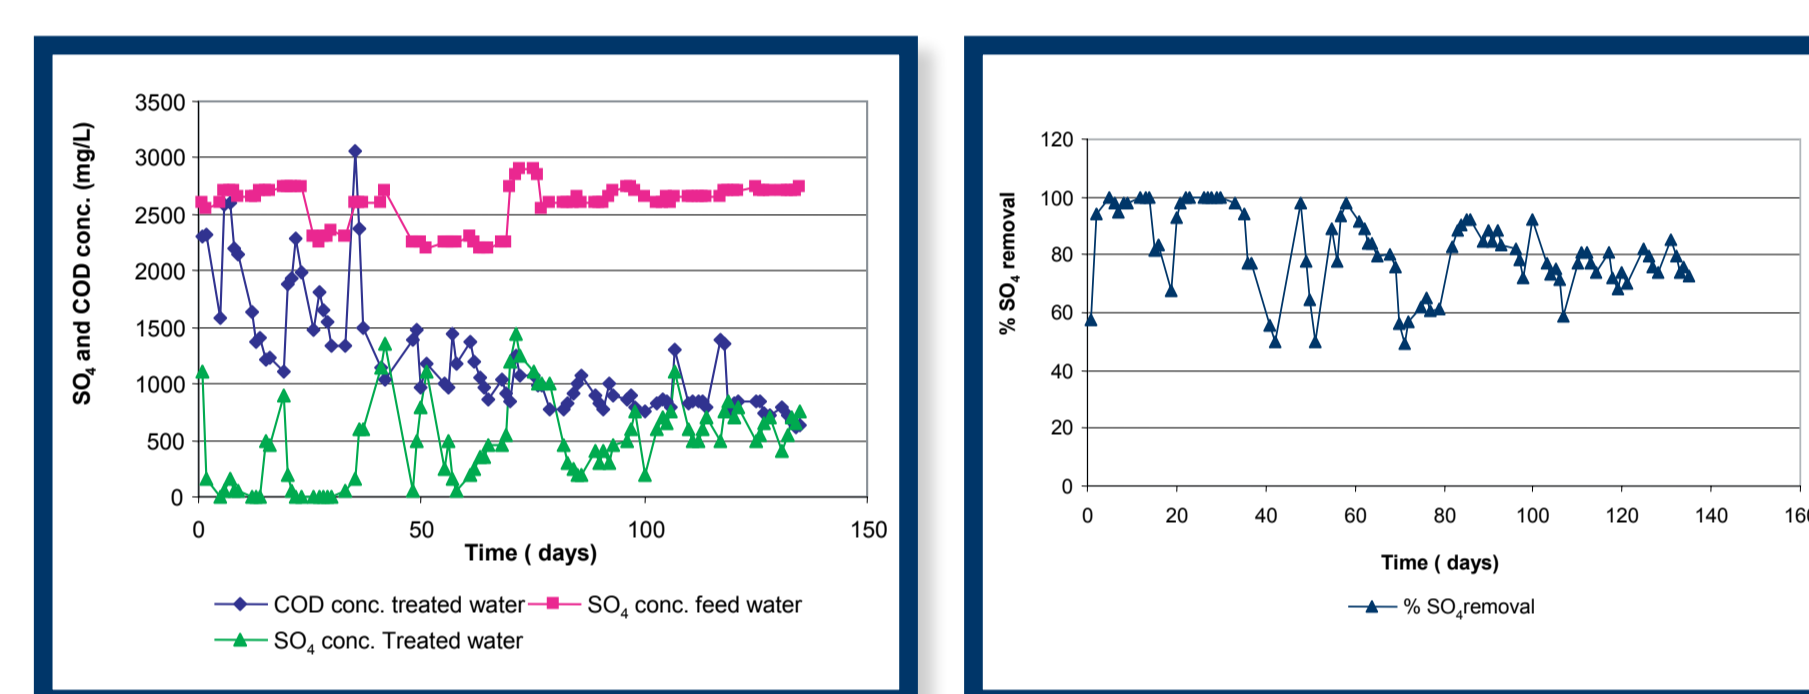 SO4 and COD conc. (mg/L)
3500
3000
2500
2000
1500
1000
500
0
0 50 100 150
Time ( days)
COD conc. treated water SO4 conc. feed water
SO4 conc. Treated water
% SO4 removal
120
100
80
60
40
20
0
0 20 40 60 80 100 120 140
Time ( days)
% SO4removal